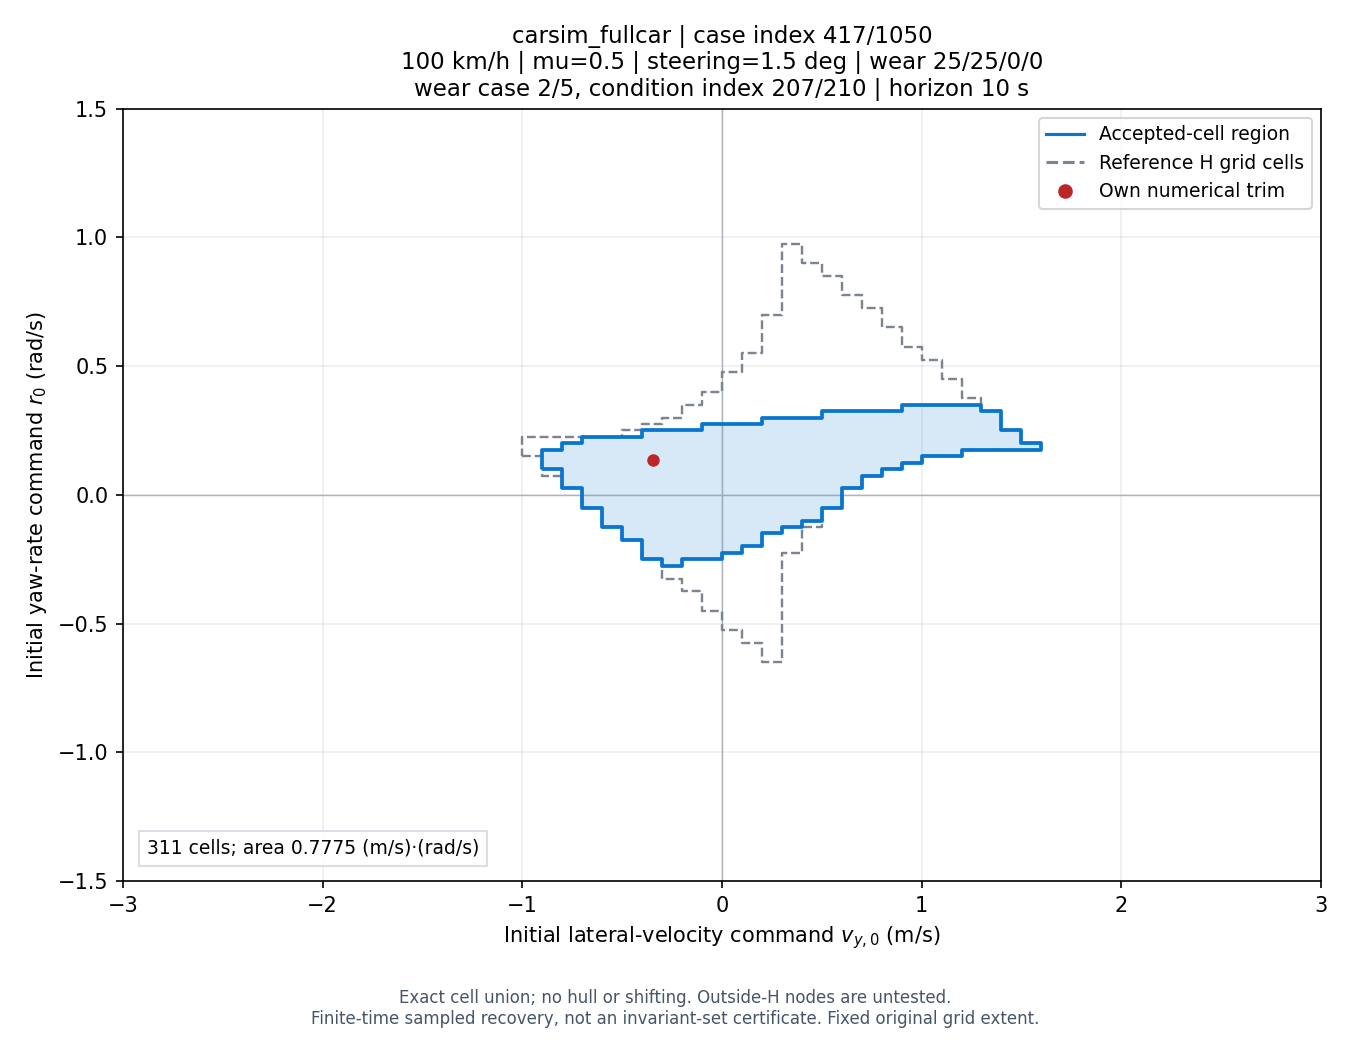 carsim_fullcar | case index 417/1050
100 km/h | mu=0.5 | steering=1.5 deg | wear 25/25/0/0
wear case 2/5, condition index 207/210 | horizon 10 s
Accepted-cell region
Reference H grid cells
Own numerical trim
1.5
1.0
0.5
0.0
−0.5
−1.0
−1.5
Initial yaw-rate command r0 (rad/s)
311 cells; area 0.7775 (m/s)·(rad/s)
−3
−2
−1
0
1
2
3
Initial lateral-velocity command vy,0 (m/s)
Exact cell union; no hull or shifting. Outside-H nodes are untested.
Finite-time sampled recovery, not an invariant-set certificate. Fixed original grid extent.